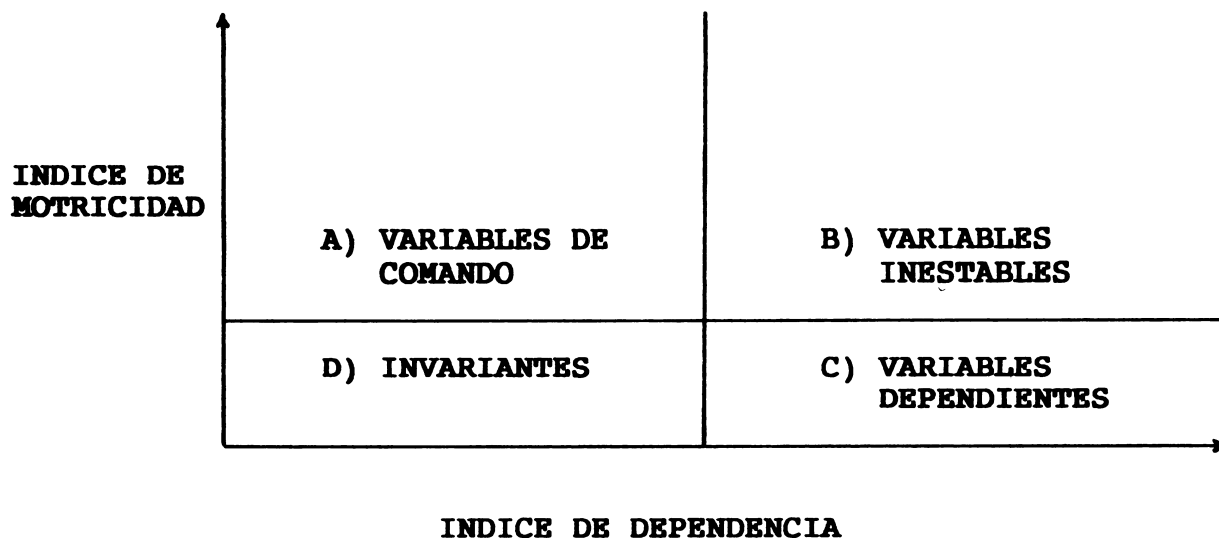 INDICE DE
MOTRICIDAD
A) VARIABLES DE
COMANDO
B) VARIABLES
INESTABLES
D) INVARIANTES
C) VARIABLES
DEPENDIENTES
INDICE DE DEPENDENCIA